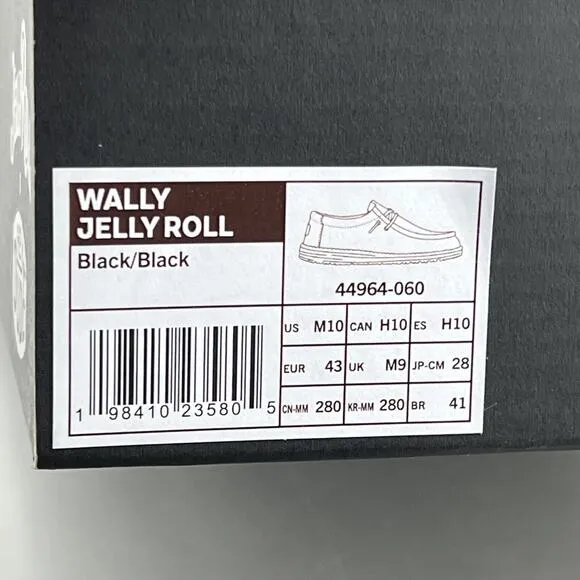 WALLY
JELLY ROLL
Black/Black
44964-060
US M10 CAN H10 ES H10
EUR 43 UK M9 JP-CM 28
CN-MM 280 KR-MM 280 BR 41
1 98410 23580 5